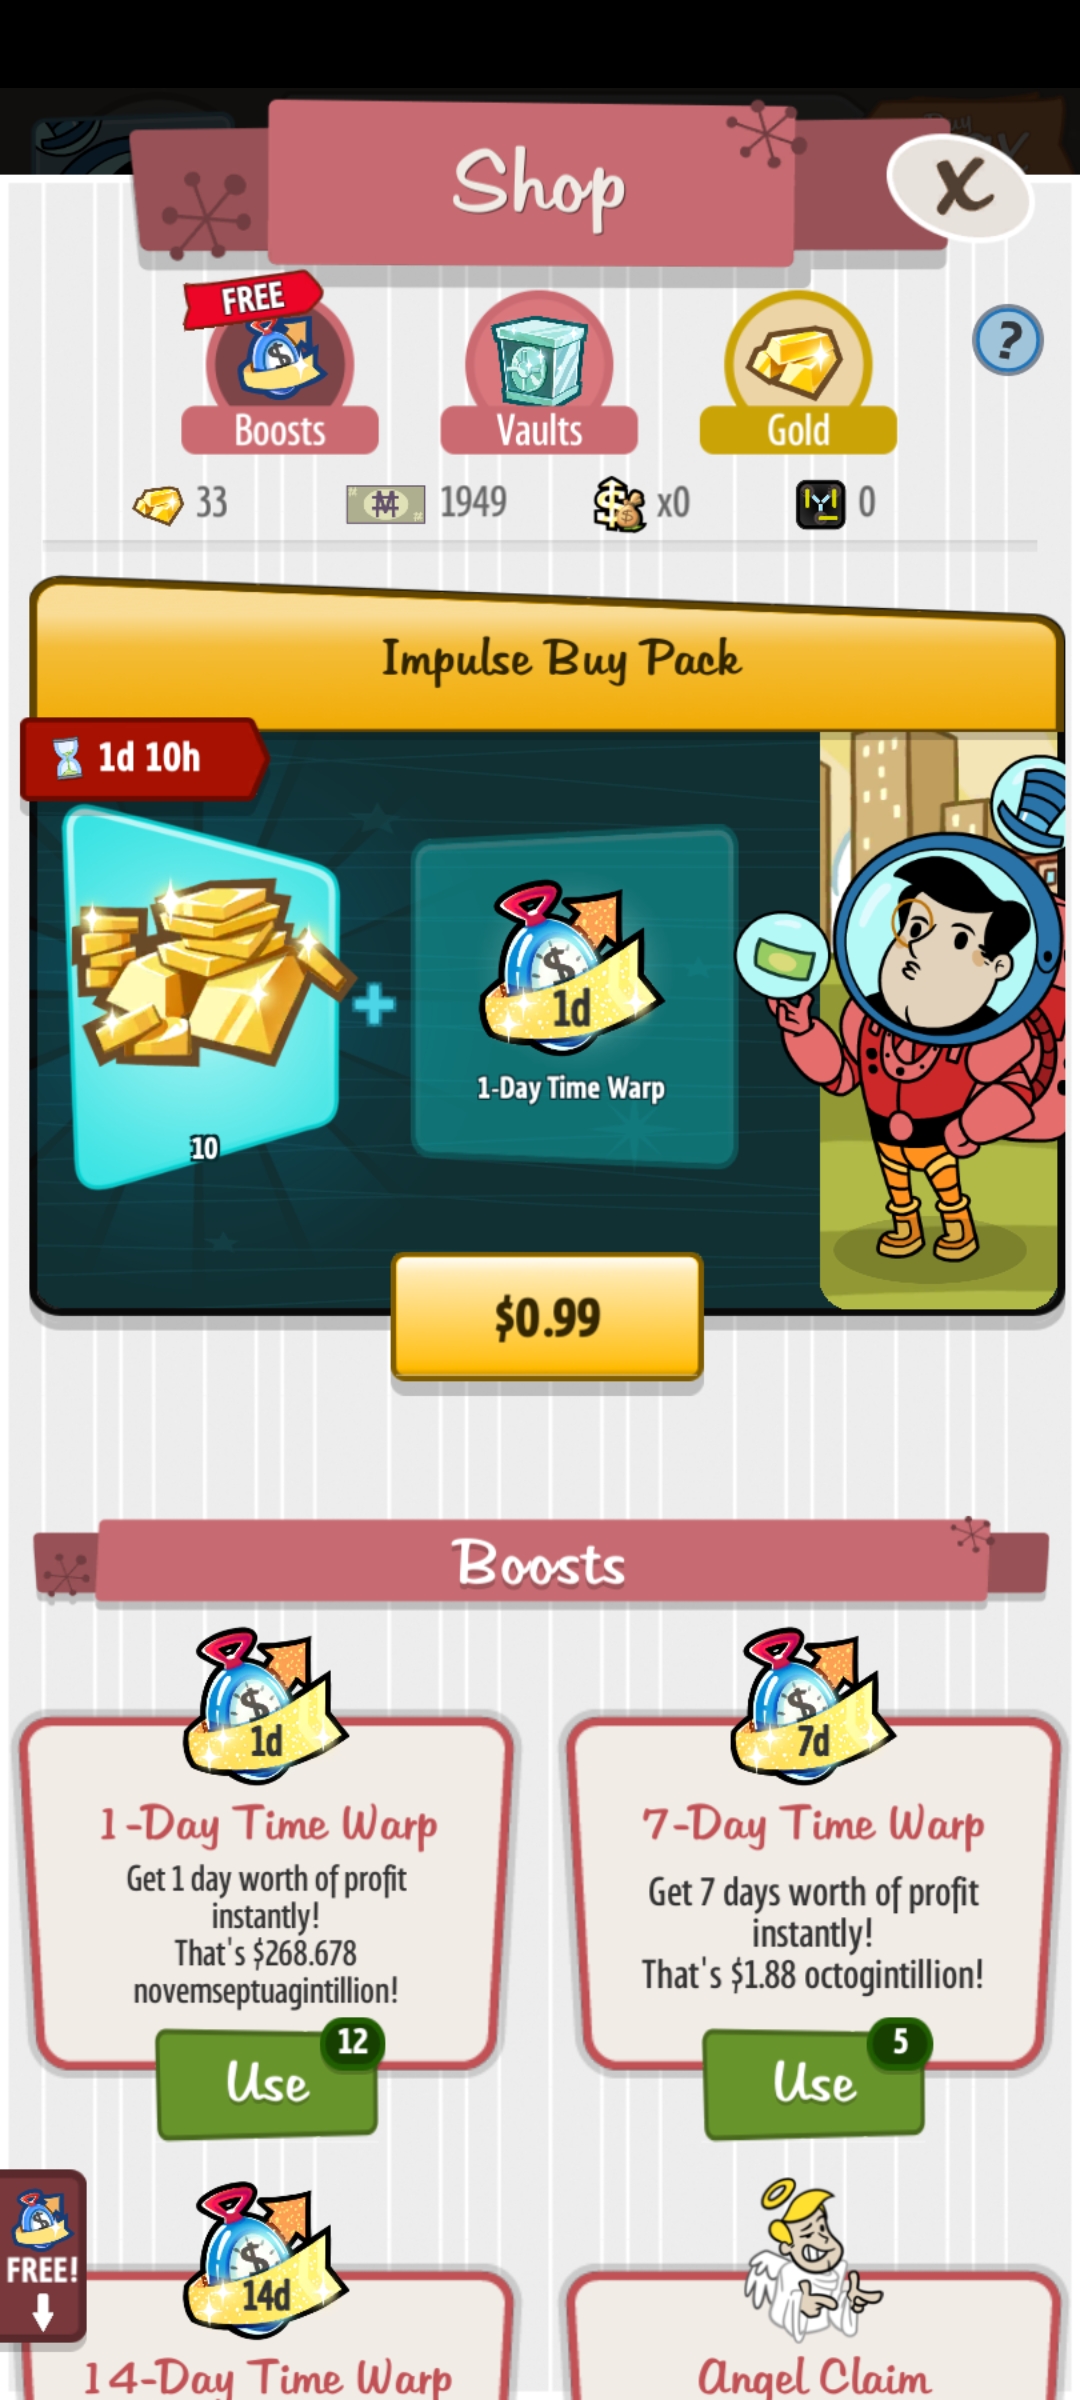 Shop
X
FREE
Boosts
Vaults
Gold
?
33
1949
x0
0
Impulse Buy Pack
1d 10h
10
1d
1-Day Time Warp
$0.99
Boosts
1d
1-Day Time Warp
Get 1 day worth of profit
instantly!
That's $268.678
novemseptuagintillion!
12
Use
7d
7-Day Time Warp
Get 7 days worth of profit
instantly!
That's $1.88 octogintillion!
5
Use
FREE!
14d
14-Day Time Warp
Angel Claim